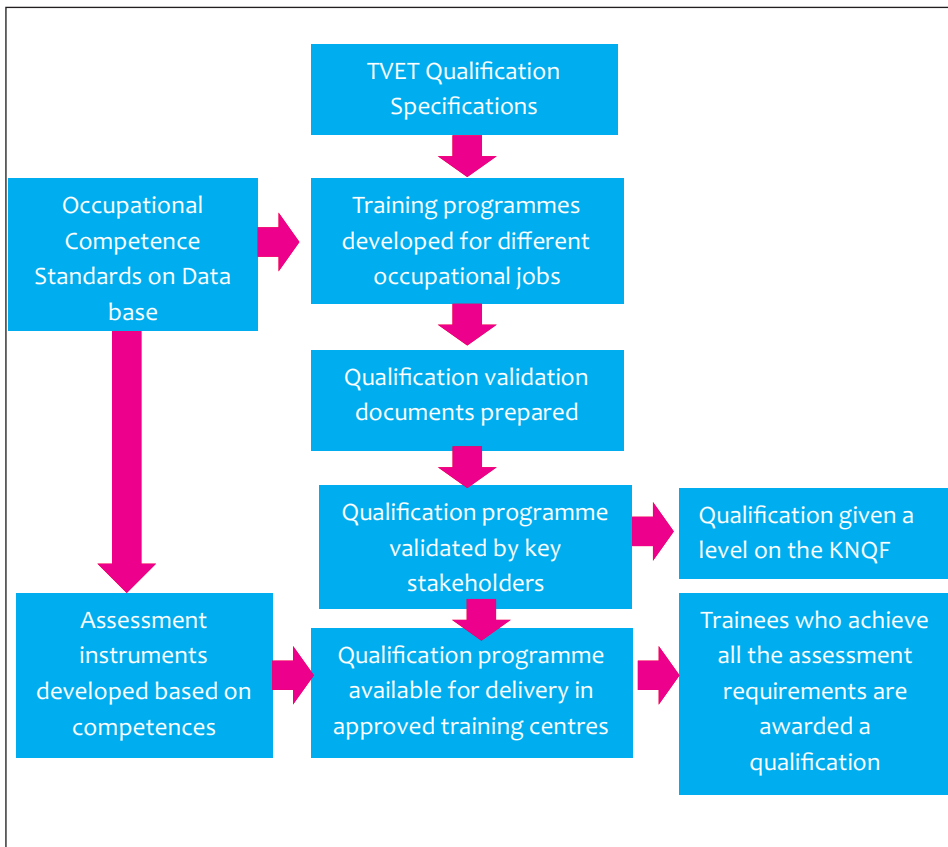 TVET Qualification
Specifications
Occupational
Competence
Standards on Data
base
Training programmes
developed for different
occupational jobs
Qualification validation
documents prepared
Qualification programme
validated by key
stakeholders
Qualification given a
level on the KNQF
Assessment
instruments
developed based on
competences
Qualification programme
available for delivery in
approved training centres
Trainees who achieve
all the assessment
requirements are
awarded a
qualification